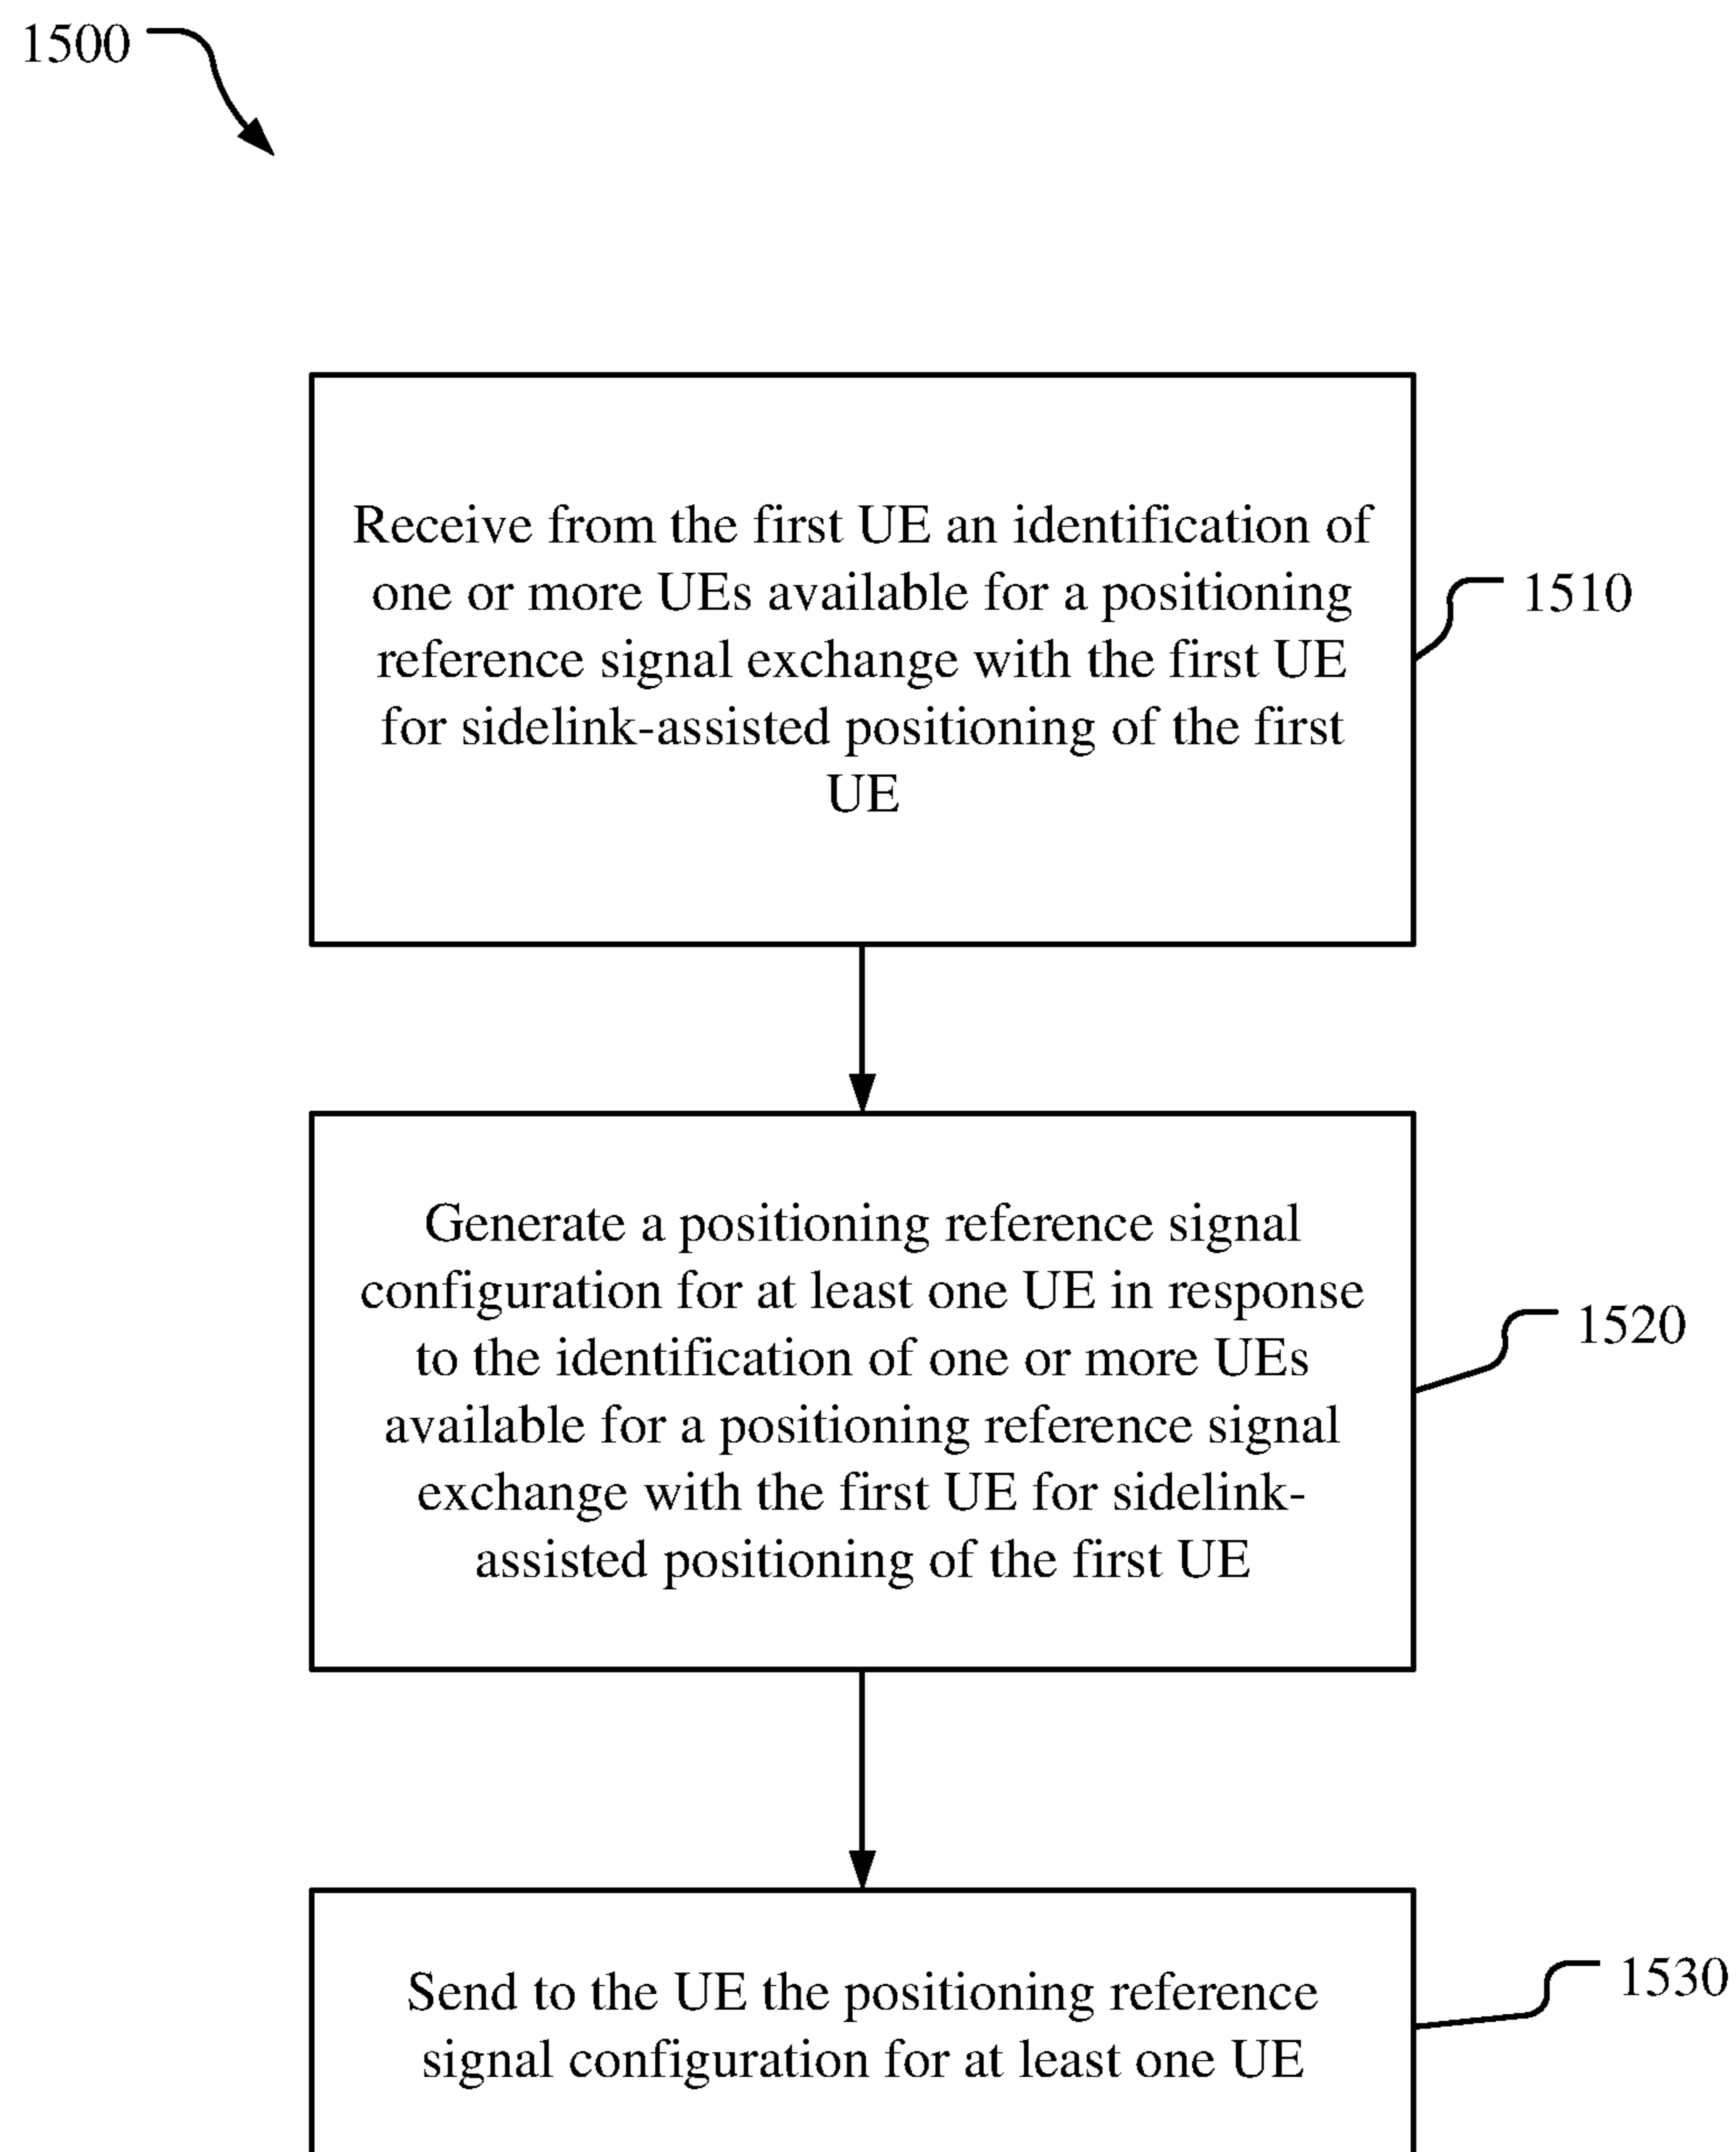 1500
Receive from the first UE an identification of
one or more UEs available for a positioning
reference signal exchange with the first UE
for sidelink-assisted positioning of the first
UE
1510
Generate a positioning reference signal
configuration for at least one UE in response
to the identification of one or more UEs
available for a positioning reference signal
exchange with the first UE for sidelink-
assisted positioning of the first UE
1520
Send to the UE the positioning reference
signal configuration for at least one UE
1530